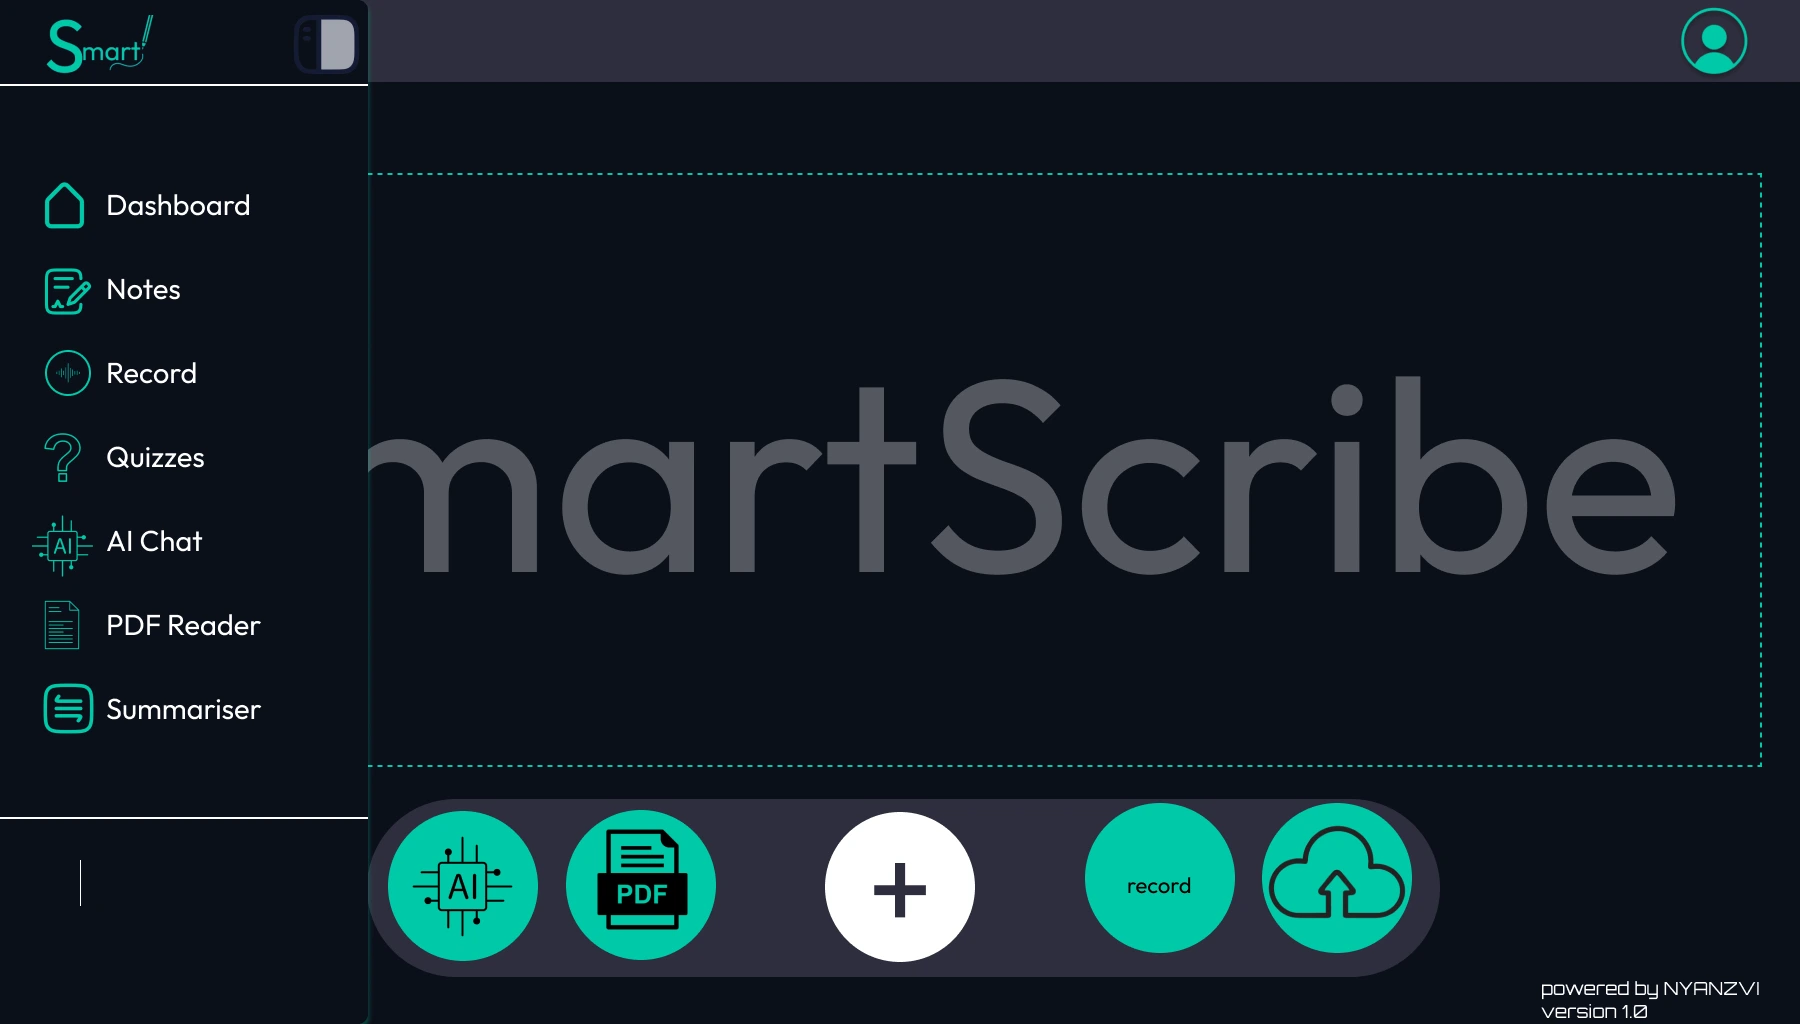 Smart
Dashboard
Notes
Record
Quizzes
AI
AI Chat
PDF Reader
Summariser
martScribe
AI
PDF
+
record
powered by NYANZVI
version 1.0